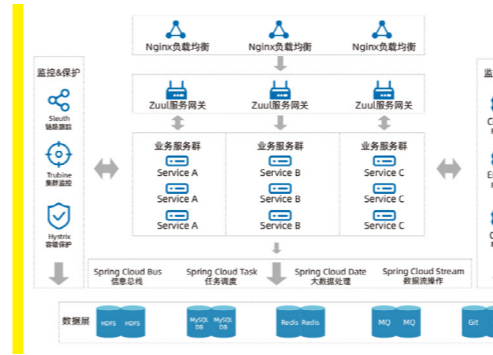 Nginx负载均衡 Nginx负载均衡 Nginx负载均衡
监控&保护
Zuul服务网关 Zuul服务网关 Zuul服务网关
Sleuth
链路跟踪
业务服务群 业务服务群 业务服务群
Service A Service B Service C
Trubine
集群监控
Service A Service B Service C
Service A Service B Service C
Hystrix
容错保护
Spring Cloud Bus Spring Cloud Task Spring Cloud Date Spring Cloud Stream
信息总线 任务调度 大数据处理 数据流操作
数据层
HDFS HDFS
MySQL MySQL
DB DB
Redis Redis
MQ MQ
Git